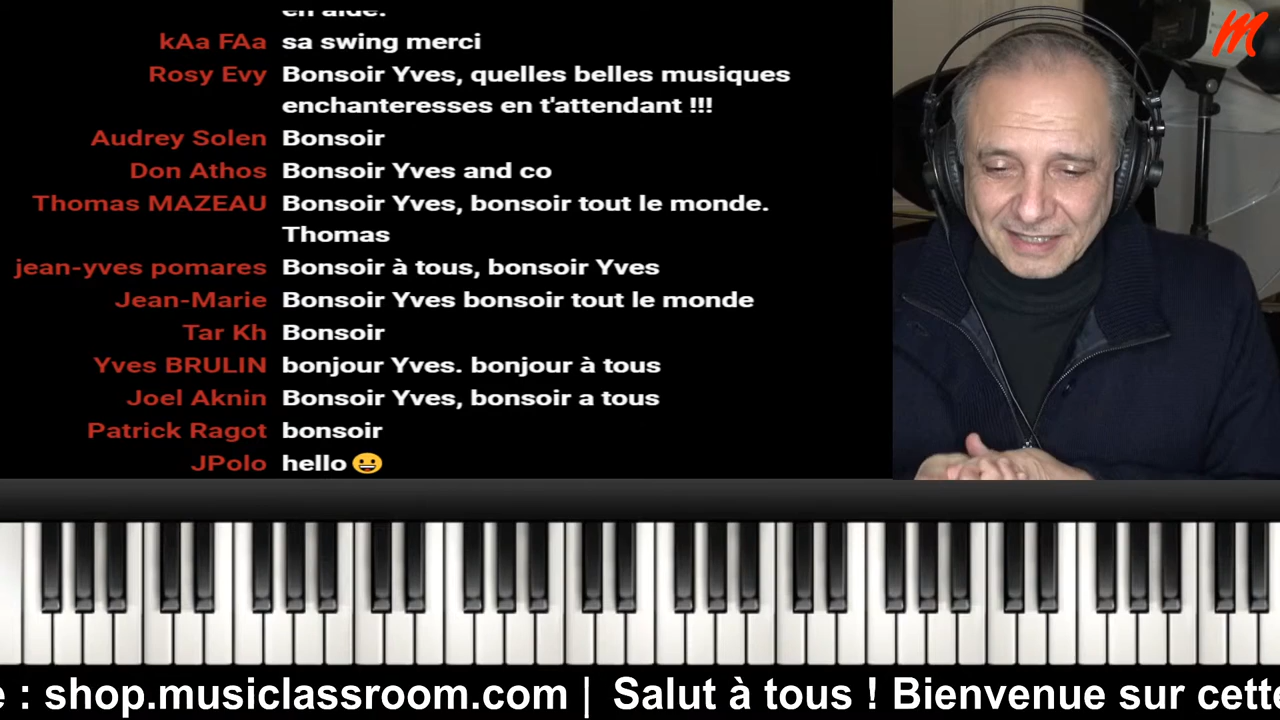 en aide.
kAa FAa sa swing merci
Rosy Evy Bonsoir Yves, quelles belles musiques
enchanteresses en t'attendant !!!
Audrey Solen Bonsoir
Don Athos Bonsoir Yves and co
Thomas MAZEAU Bonsoir Yves, bonsoir tout le monde.
Thomas
jean-yves pomares Bonsoir à tous, bonsoir Yves
Jean-Marie Bonsoir Yves bonsoir tout le monde
Tar Kh Bonsoir
Yves BRULIN bonjour Yves. bonjour à tous
Joel Aknin Bonsoir Yves, bonsoir a tous
Patrick Ragot bonsoir
JPolo hello 😀
M
e : shop.musiclassroom.com | Salut à tous ! Bienvenue sur cette